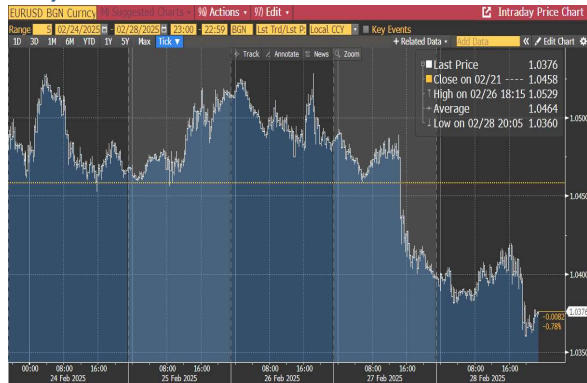 EURUSD BGN Curncy 94) Suggested Charts 96) Actions 97) Edit Intraday Price Chart
Range 5 02/24/2025 - 02/28/2025 23:00 - 22:59 BGN Lst Trd/Lst P Local CCY Key Events
1D 3D 1M 6M YTD 1Y 5Y Max Tick ▼ + Related Data Add Data « Edit Chart
Track Annotate News Zoom
Last Price 1.0376
Close on 02/21 ---- 1.0458
High on 02/26 18:15 1.0529
Average 1.0464
Low on 02/28 20:05 1.0360
1.0500
1.0450
1.0400
1.0376
-0.0082
-0.78%
1.0350
00:00 08:00 16:00 08:00 16:00 08:00 16:00 08:00 16:00 08:00 16:00
24 Feb 2025 25 Feb 2025 26 Feb 2025 27 Feb 2025 28 Feb 2025